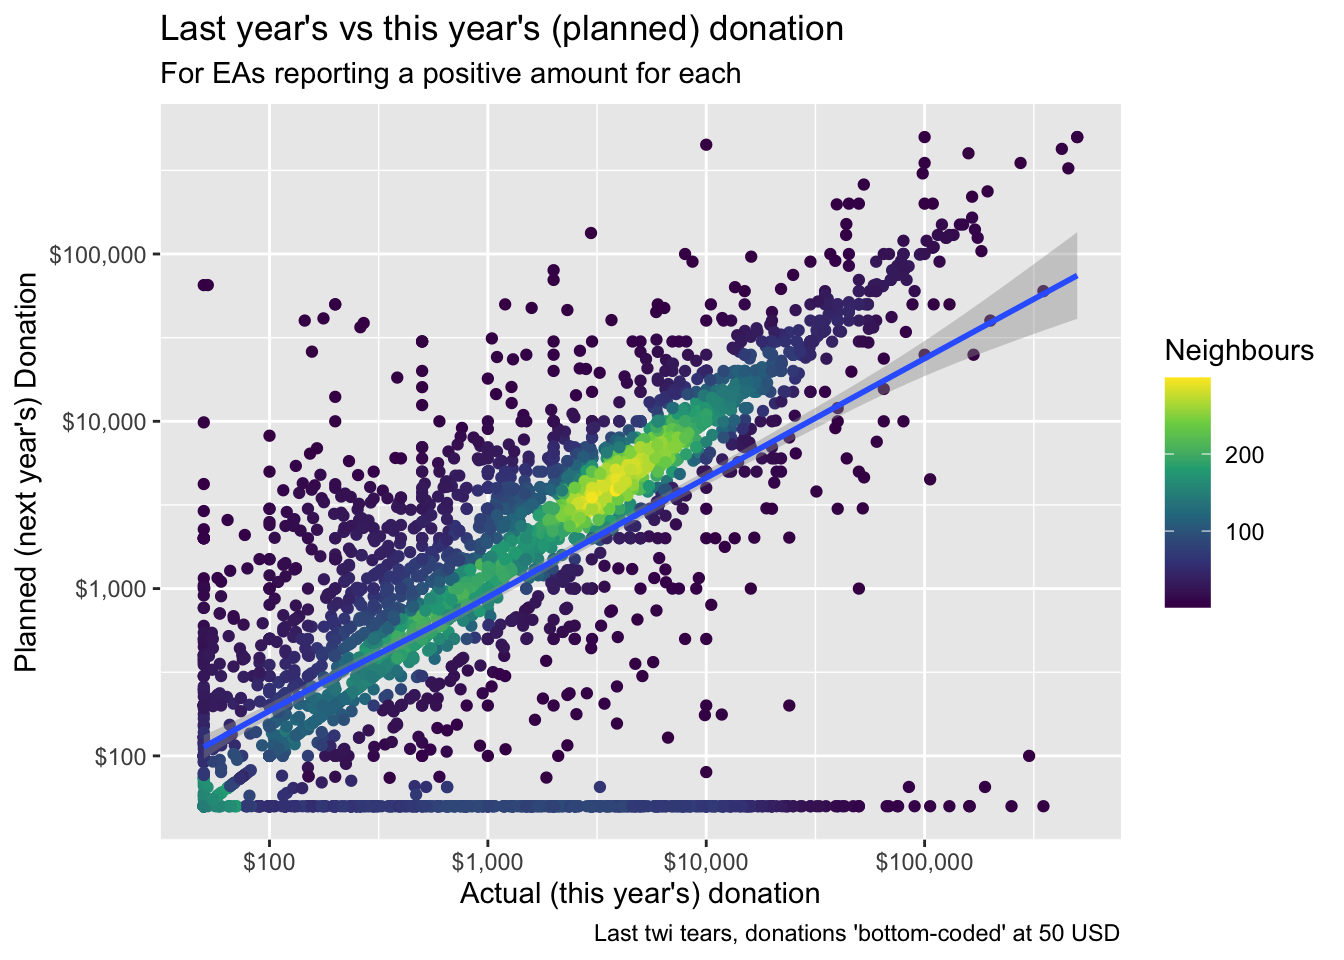 Last year's vs this year's (planned) donation
For EAs reporting a positive amount for each
Planned (next year's) Donation
$100,000
$10,000
$1,000
$100
$100
$1,000
$10,000
$100,000
Actual (this year's) donation
Neighbours
200
100
Last twi tears, donations 'bottom-coded' at 50 USD